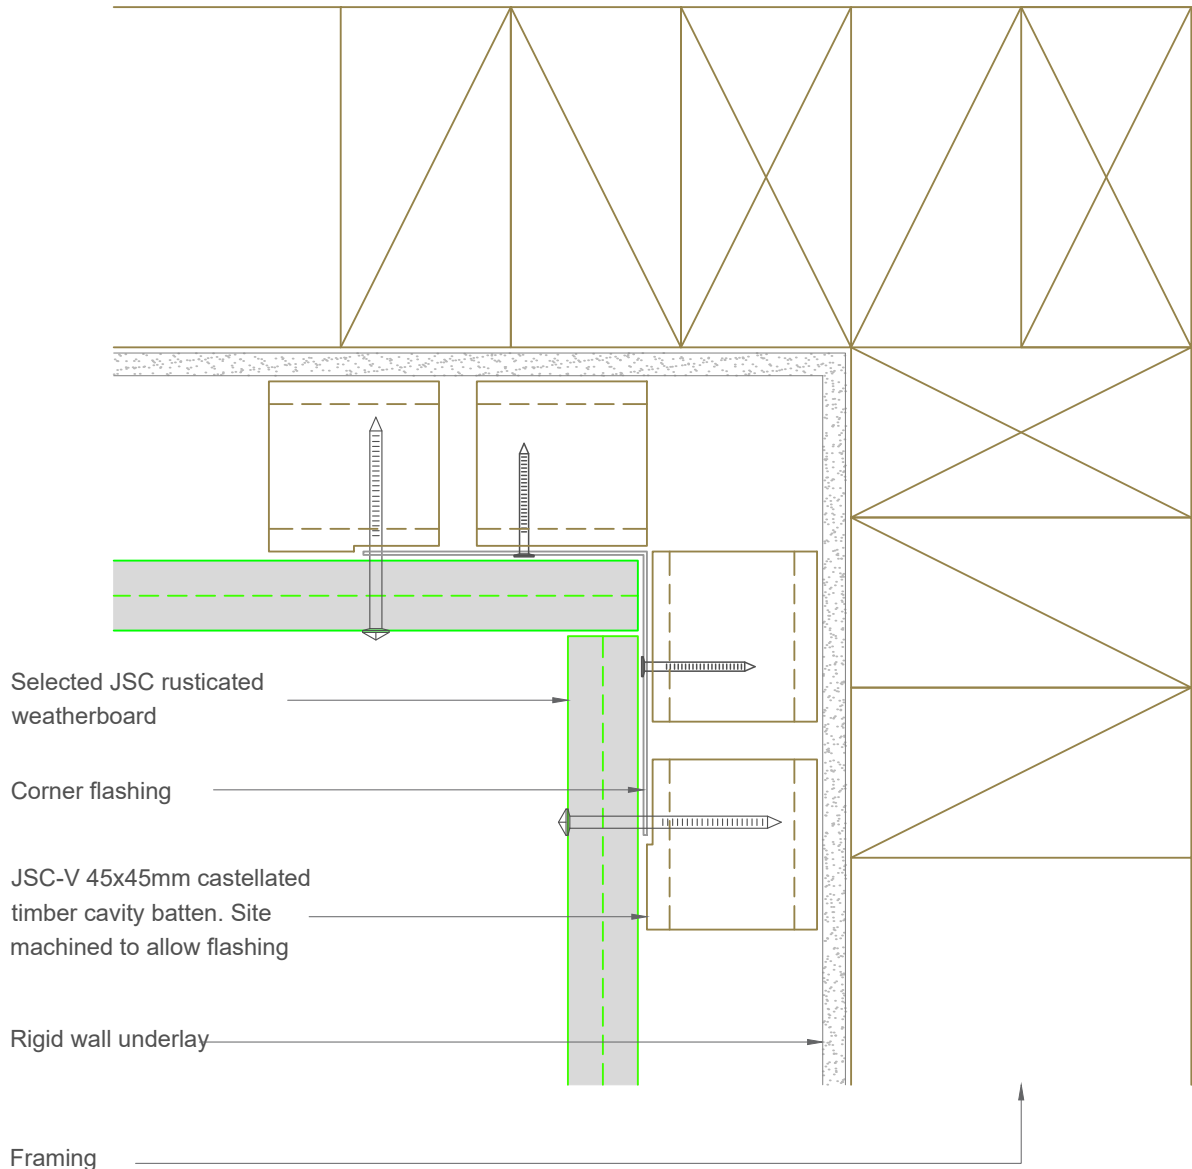 Selected JSC rusticated
weatherboard
Corner flashing
JSC-V 45x45mm castellated
timber cavity batten. Site
machined to allow flashing
Rigid wall underlay
Framing